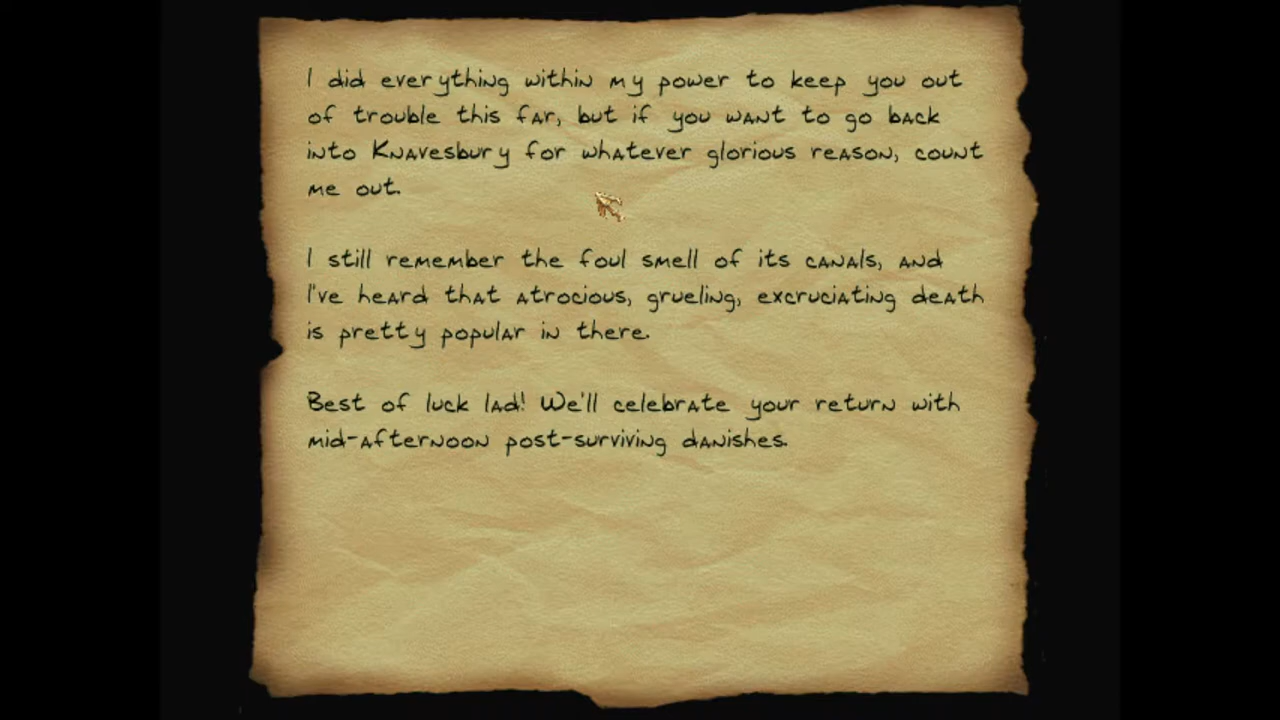 I did everything within my power to keep you out
of trouble this far, but if you want to go back
into Knavesbury for whatever glorious reason, count
me out.
I still remember the foul smell of its canals, and
I've heard that atrocious, grueling, excruciating death
is pretty popular in there.
Best of luck lad! We'll celebrate your return with
mid-afternoon post-surviving danishes.